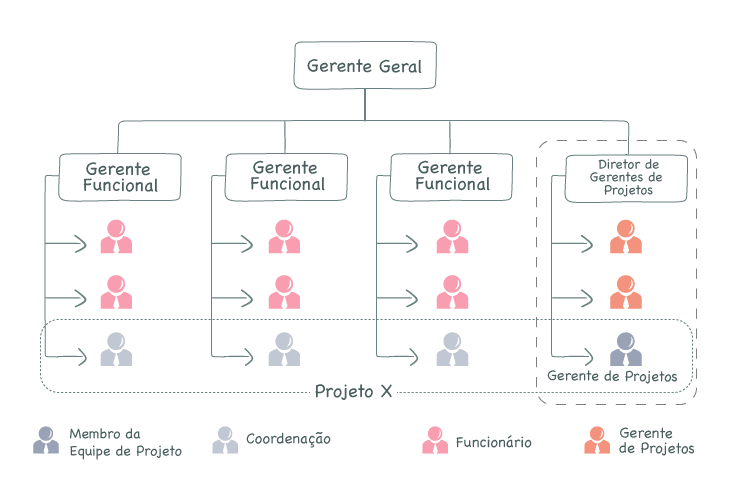 Gerente Geral
Gerente
Funcional
Gerente
Funcional
Gerente
Funcional
Diretor de
Gerentes de
Projetos
Gerente de Projetos
Projeto X
Membro da
Equipe de Projeto
Coordenação
Funcionário
Gerente
de Projetos